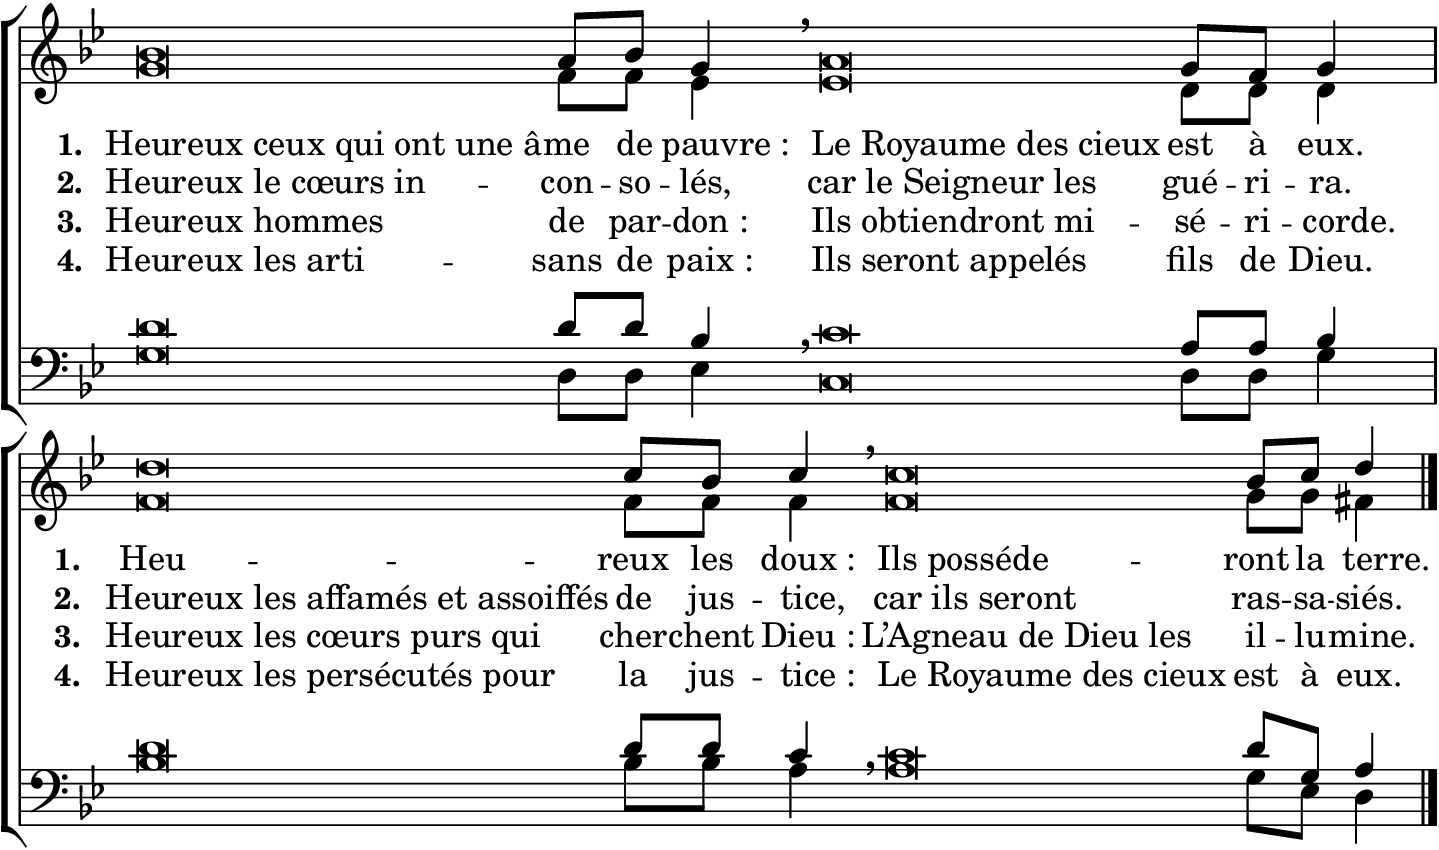 1. Heureux ceux qui ont une âme de pauvre : Le Royaume des cieux est à eux.
2. Heureux le cœurs in -- con -- so -- lés, car le Seigneur les gué -- ri -- ra.
3. Heureux hommes de par -- don : Ils obtiendront mi -- sé -- ri -- corde.
4. Heureux les arti -- sans de paix : Ils seront appelés fils de Dieu.
1. Heu -- reux les doux : Ils posséde -- ront la terre.
2. Heureux les affamés et assoiffés de jus -- tice, car ils seront ras -- sa -- siés.
3. Heureux les cœurs purs qui cherchent Dieu : L’Agneau de Dieu les il -- lumine.
4. Heureux les persécutés pour la jus -- tice : Le Royaume des cieux est à eux.